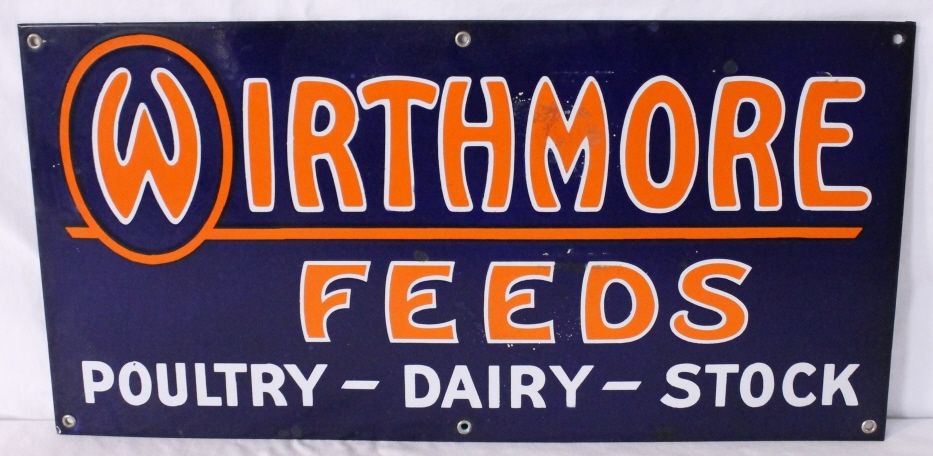 WIRTHMORE
FEEDS
POULTRY – DAIRY – STOCK